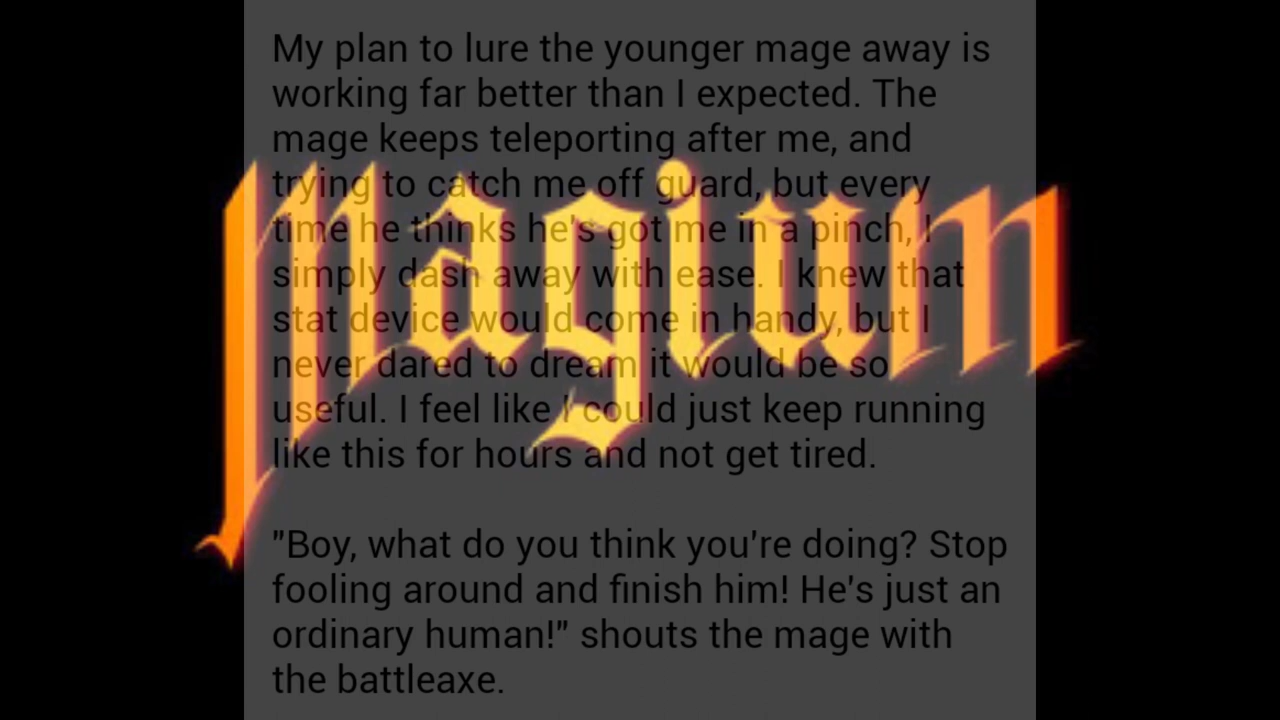 My plan to lure the younger mage away is
working far better than I expected. The
mage keeps teleporting after me, and
trying to catch me off guard, but every
time he thinks he's got me in a pinch, I
simply dash away with ease. I knew that
stat device would come in handy, but I
never dared to dream it would be so
useful. I feel like I could just keep running
like this for hours and not get tired.
"Boy, what do you think you're doing? Stop
fooling around and finish him! He's just an
ordinary human!" shouts the mage with
the battleaxe.
Magium